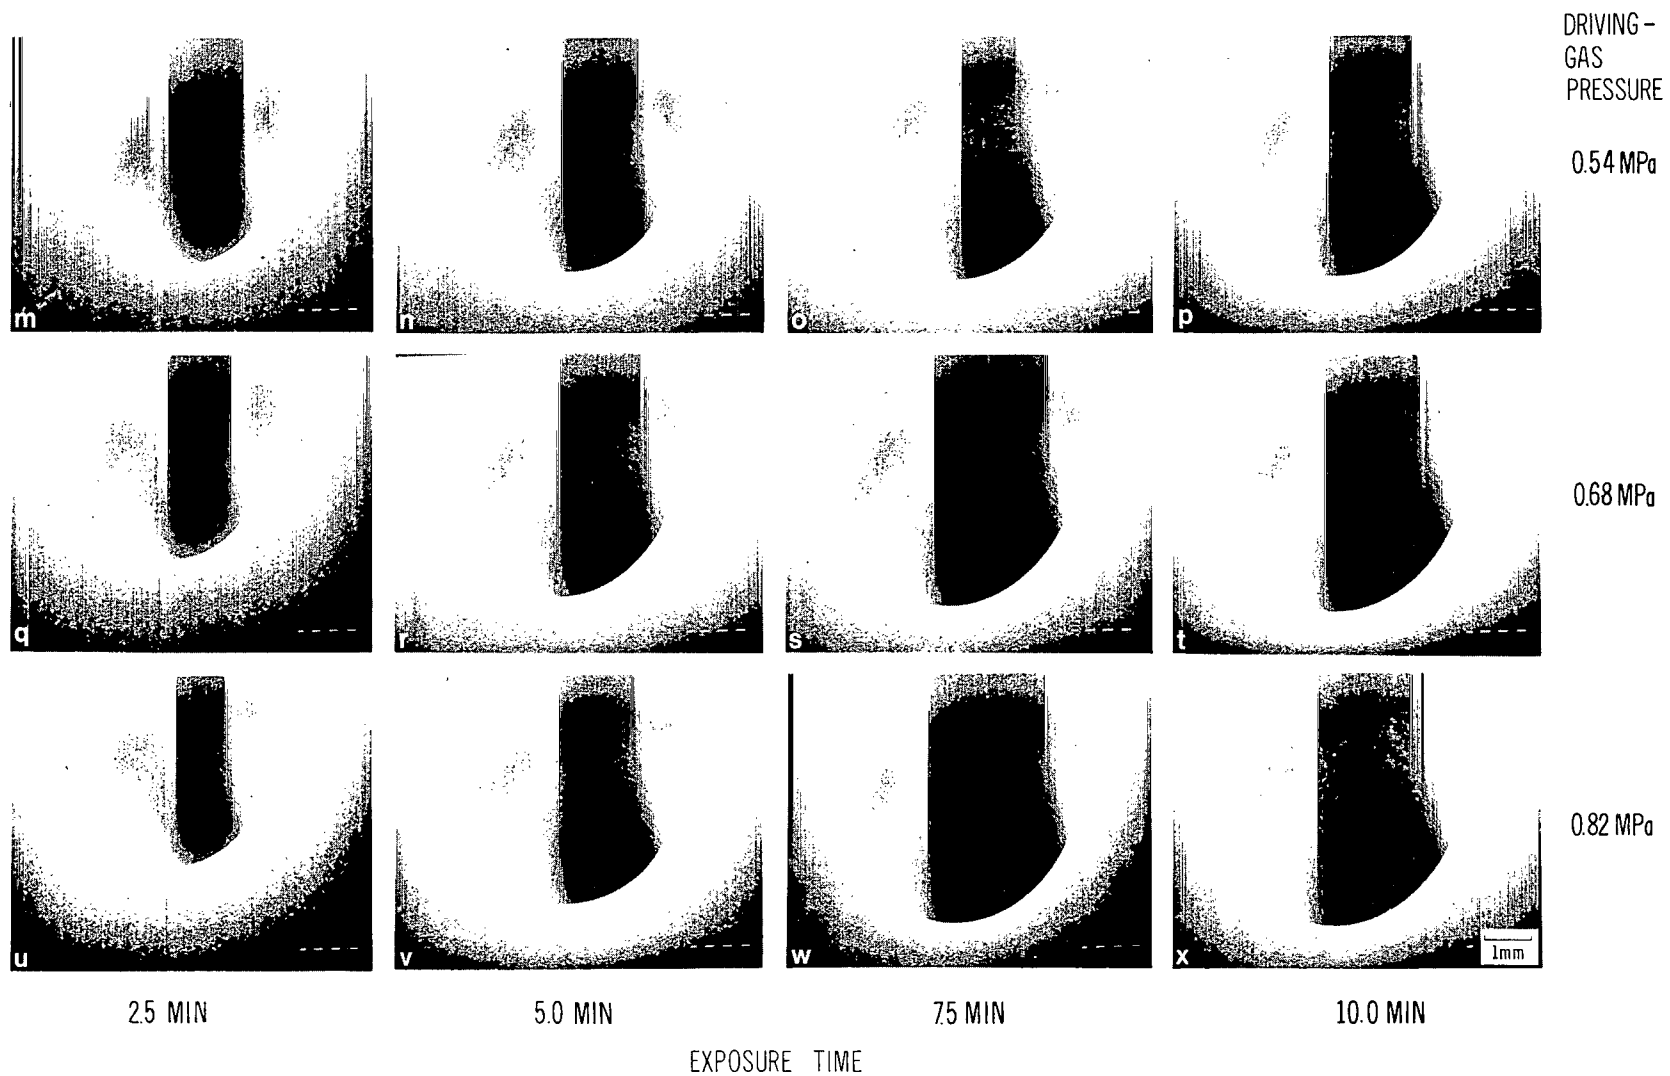 DRIVING-
GAS
PRESSURE
m
n
o
p
0.54 MPa
q
r
s
t
0.68 MPa
u
v
w
x
0.82 MPa
1mm
2.5 MIN
5.0 MIN
7.5 MIN
10.0 MIN
EXPOSURE TIME